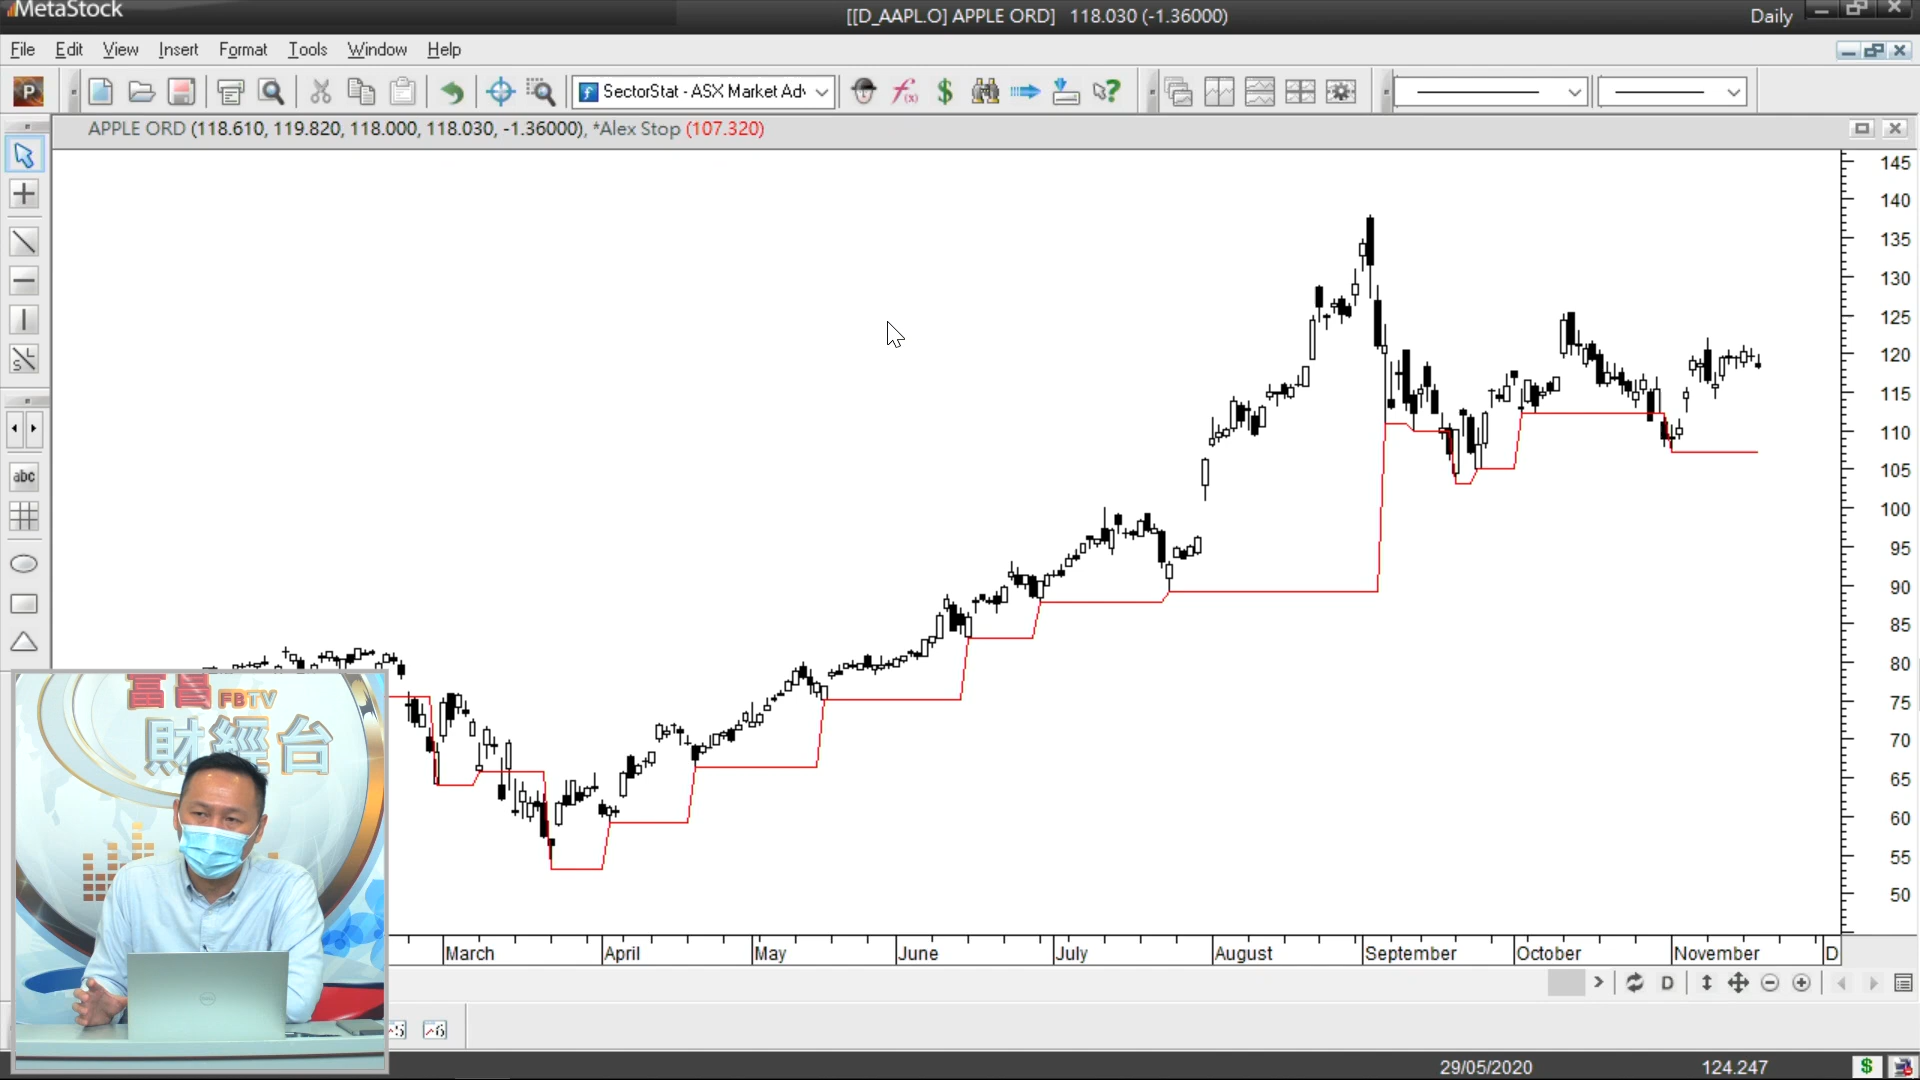 MetaStock
[[D_AAPL.O] APPLE ORD] 118.030 (-1.36000)
Daily
File Edit View Insert Format Tools Window Help
P
SectorStat - ASX Market Adv
f(x) $ ?
APPLE ORD (118.610, 119.820, 118.000, 118.030, -1.36000), *Alex Stop (107.320)
145
140
135
130
125
120
115
110
105
100
95
90
85
80
75
70
65
60
55
50
S L
abc
富昌 FBTV
財經台
DELL
March April May June July August September October November D
D
5 6
29/05/2020 124.247
$